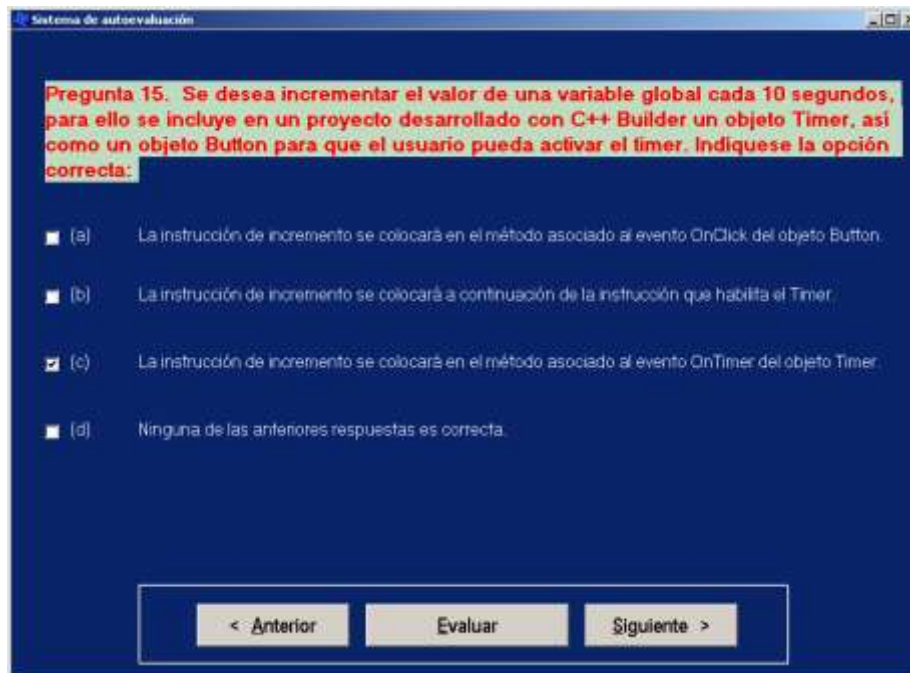 Sistema de autoevaluación
Pregunta 15. Se desea incrementar el valor de una variable global cada 10 segundos,
para ello se incluye en un proyecto desarrollado con C++ Builder un objeto Timer, así
como un objeto Button para que el usuario pueda activar el timer. Indíquese la opción
correcta:
(a) La instrucción de incremento se colocará en el método asociado al evento OnClick del objeto Button.
(b) La instrucción de incremento se colocará a continuación de la instrucción que habilita el Timer.
(c) La instrucción de incremento se colocará en el método asociado al evento OnTimer del objeto Timer.
(d) Ninguna de las anteriores respuestas es correcta.
< Anterior Evaluar Siguiente >